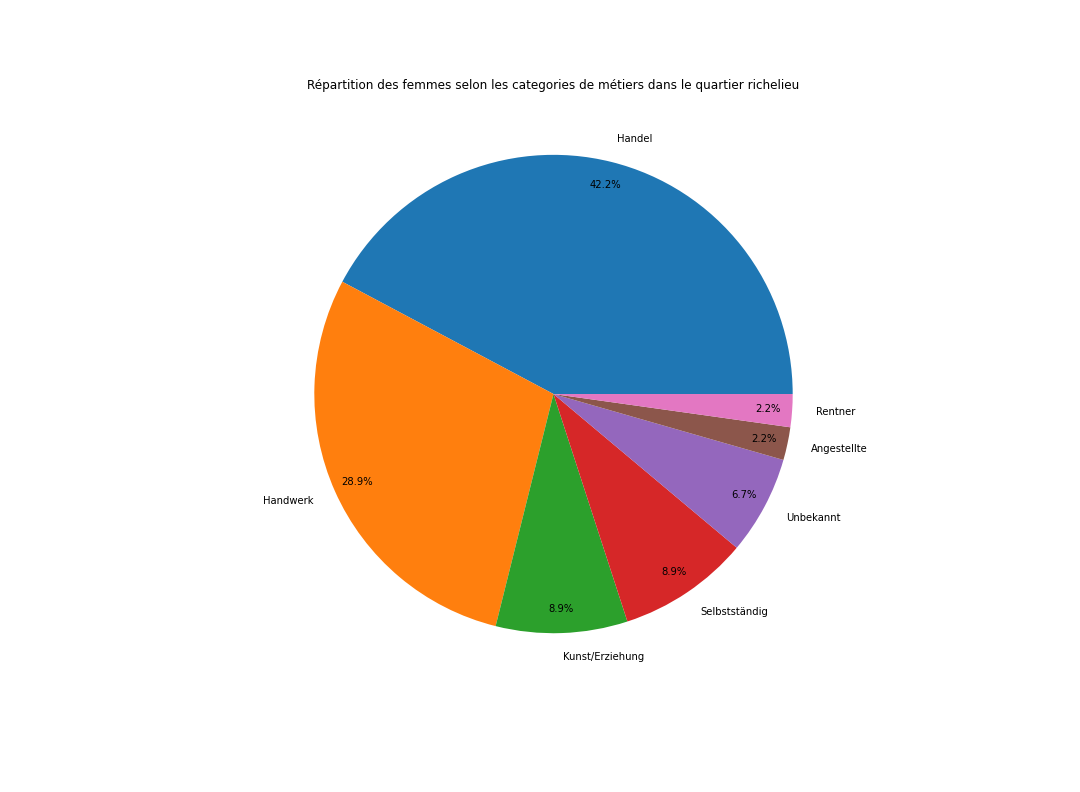 Répartition des femmes selon les categories de métiers dans le quartier richelieu
Handel
42.2%
28.9%
Handwerk
8.9%
Kunst/Erziehung
8.9%
Selbstständig
6.7%
Unbekannt
2.2%
Angestellte
2.2%
Rentner